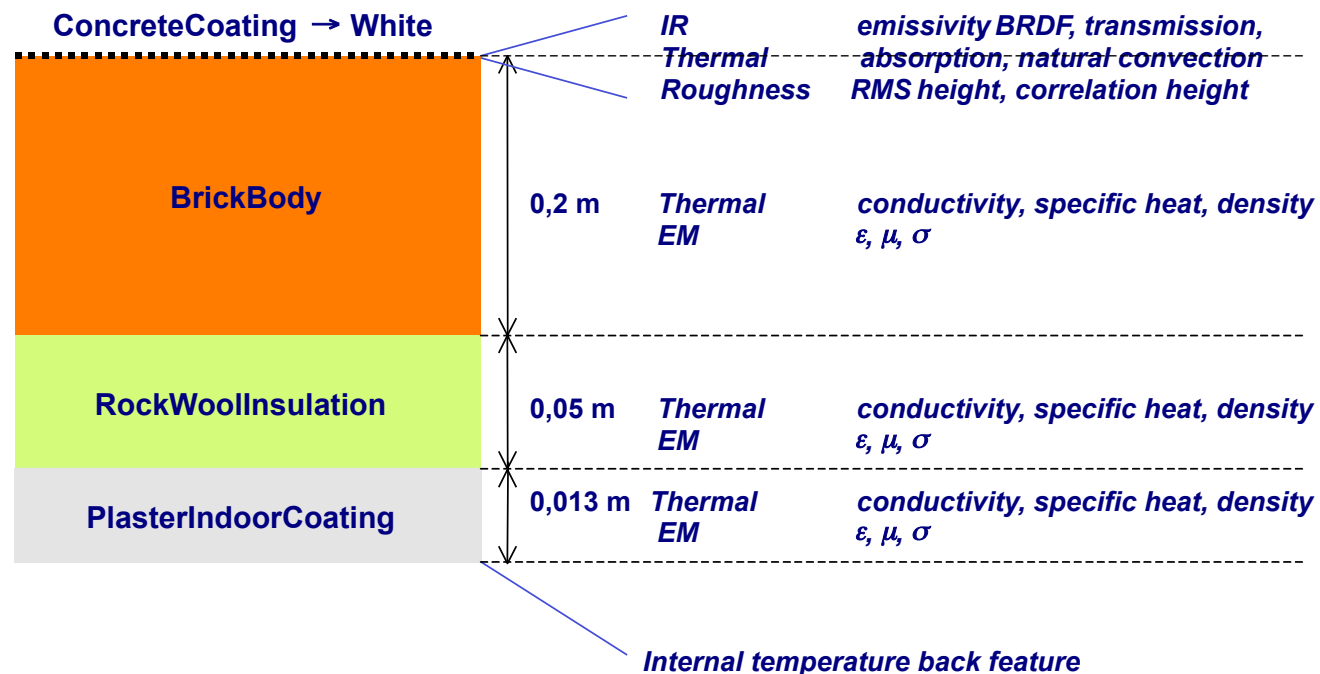 ConcreteCoating → White
IR emissivity BRDF, transmission,
Thermal absorption, natural convection
Roughness RMS height, correlation height
BrickBody
0,2 m Thermal conductivity, specific heat, density
EM ε, μ, σ
RockWoolInsulation
0,05 m Thermal conductivity, specific heat, density
EM ε, μ, σ
PlasterIndoorCoating
0,013 m Thermal conductivity, specific heat, density
EM ε, μ, σ
Internal temperature back feature